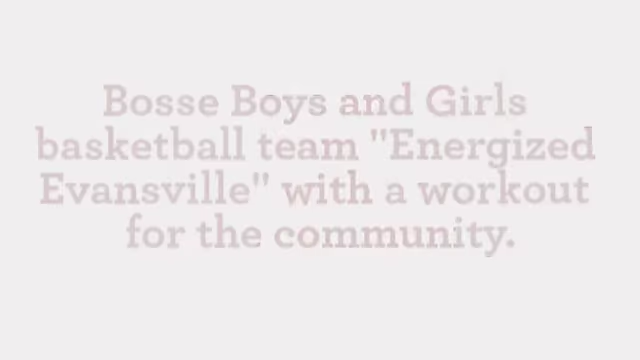 Bosse Boys and Girls
basketball team "Energized
Evansville" with a workout
for the community.